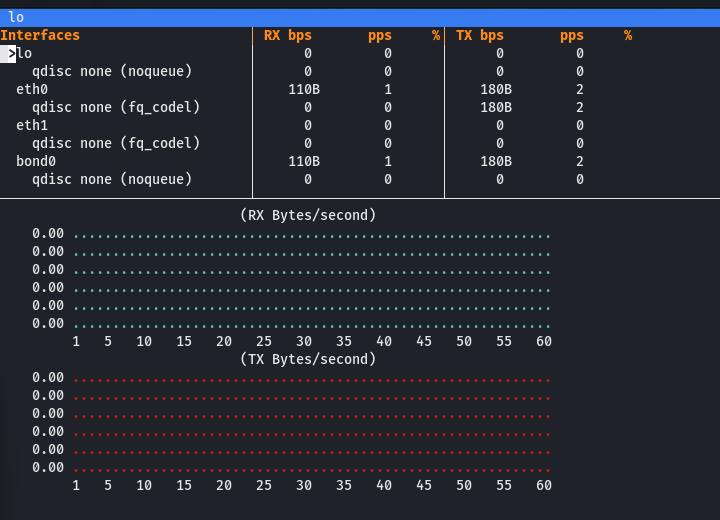 lo
Interfaces RX bps pps % TX bps pps %
>lo 0 0 0 0
qdisc none (noqueue) 0 0 0 0
eth0 110B 1 180B 2
qdisc none (fq_codel) 0 0 180B 2
eth1 0 0 0 0
qdisc none (fq_codel) 0 0 0 0
bond0 110B 1 180B 2
qdisc none (noqueue) 0 0 0 0
(RX Bytes/second)
0.00
0.00
0.00
0.00
0.00
0.00
1 5 10 15 20 25 30 35 40 45 50 55 60
(TX Bytes/second)
0.00
0.00
0.00
0.00
0.00
0.00
1 5 10 15 20 25 30 35 40 45 50 55 60